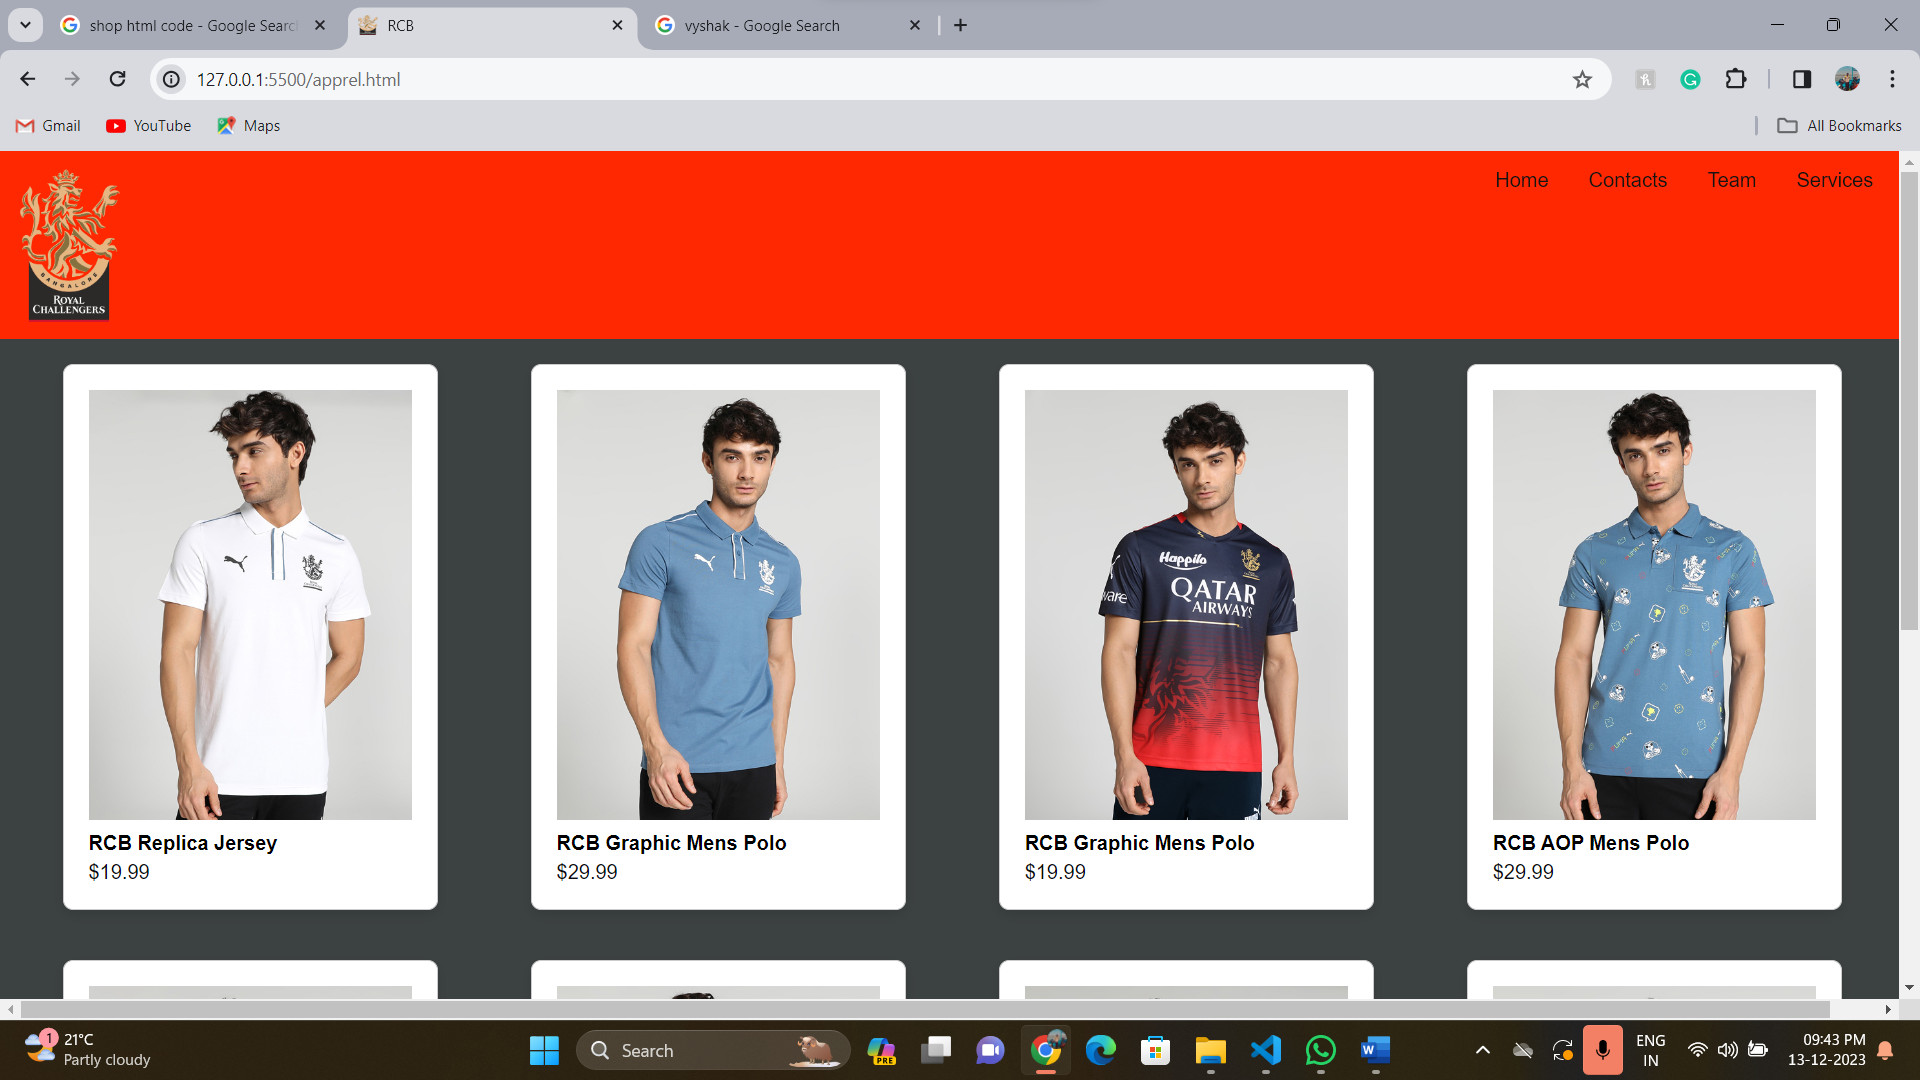 shop html code - Google Searc
RCB
vyshak - Google Search
127.0.0.1:5500/apprel.html
Gmail
YouTube
Maps
All Bookmarks
Home
Contacts
Team
Services
BANGALORE
ROYAL
CHALLENGERS
Happilo
QATAR
AIRWAYS
ware
RCB Replica Jersey
$19.99
RCB Graphic Mens Polo
$29.99
RCB Graphic Mens Polo
$19.99
RCB AOP Mens Polo
$29.99
1
21°C
Partly cloudy
Search
PRE
W
ENG
IN
09:43 PM
13-12-2023